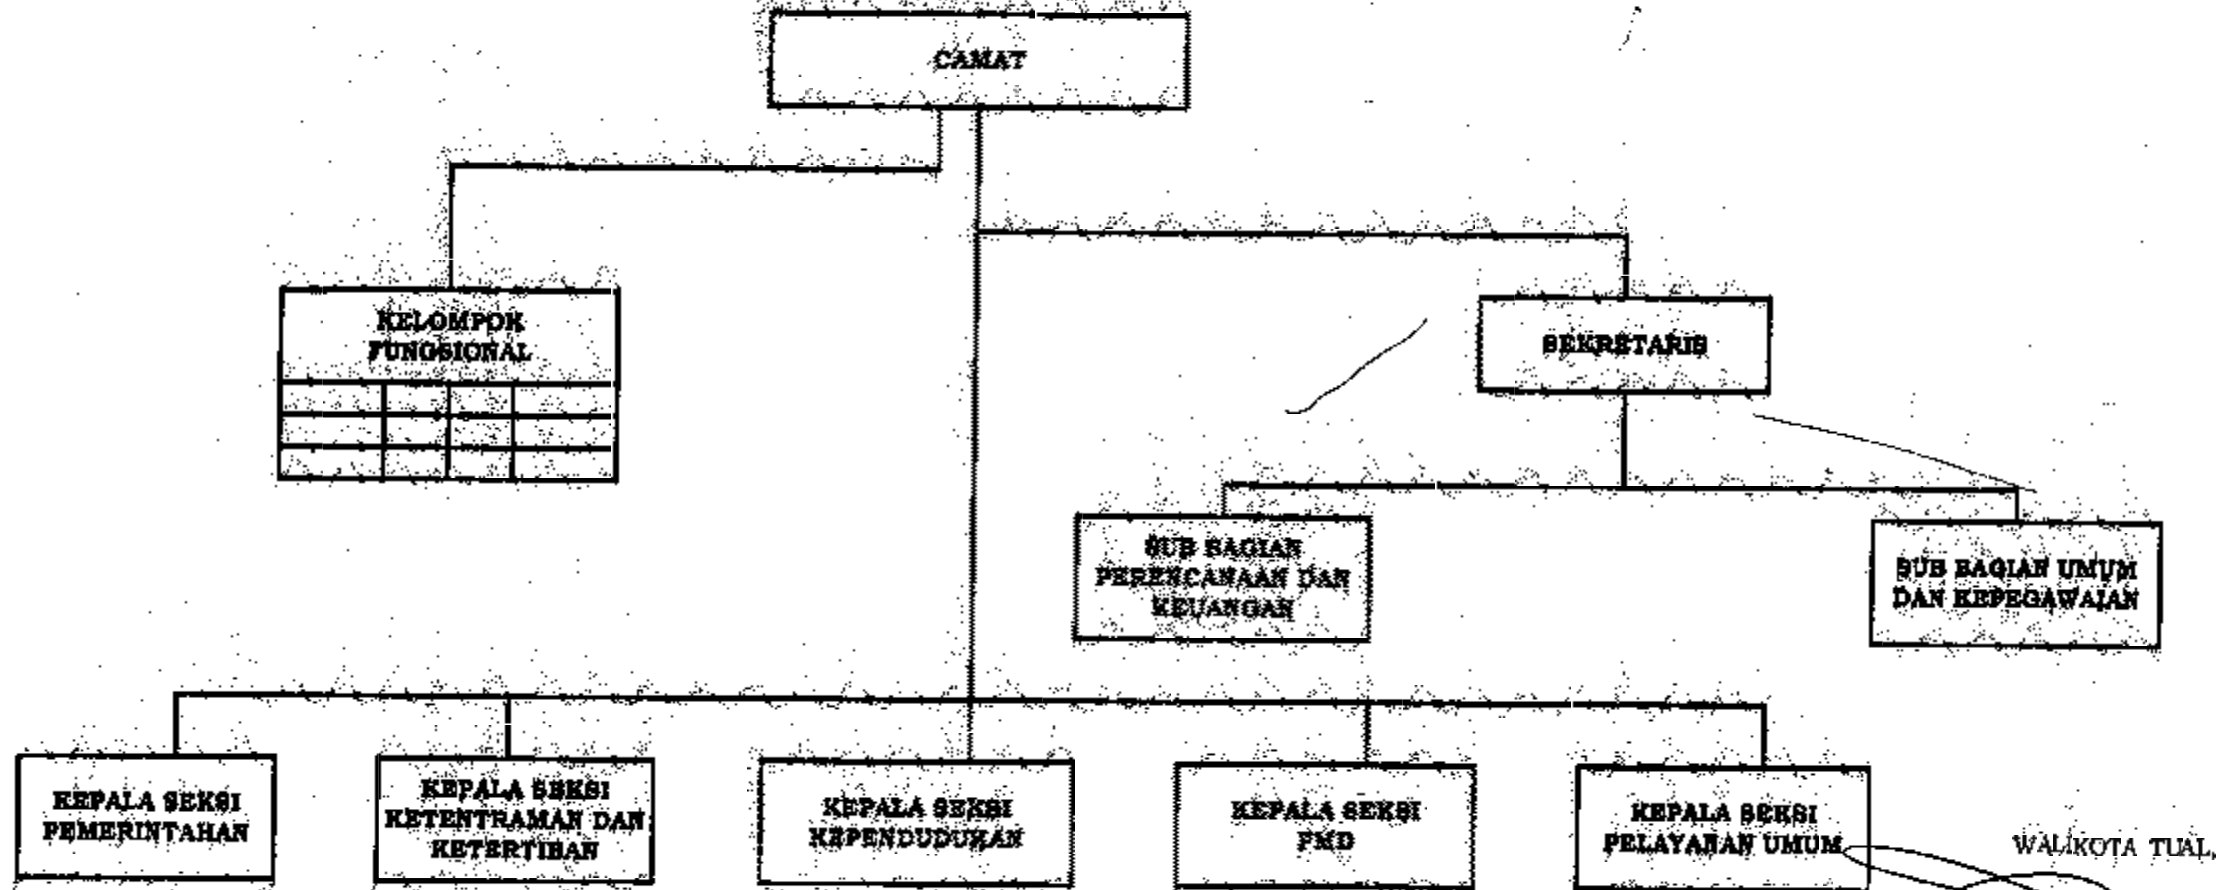 CAMAT
KELOMPOK
FUNGSIONAL
SEKRETARIS
SUB BAGIAN
PERENCANAAN DAN
KEUANGAN
SUB BAGIAN UMUM
DAN KEPEGAWAIAN
KEPALA SEKSI
PEMERINTAHAN
KEPALA SEKSI
KETENTRAMAN DAN
KETERTIBAN
KEPALA SEKSI
KEPENDUDUKAN
KEPALA SEKSI
PMD
KEPALA SEKSI
PELAYANAN UMUM
WALIKOTA TUAL,